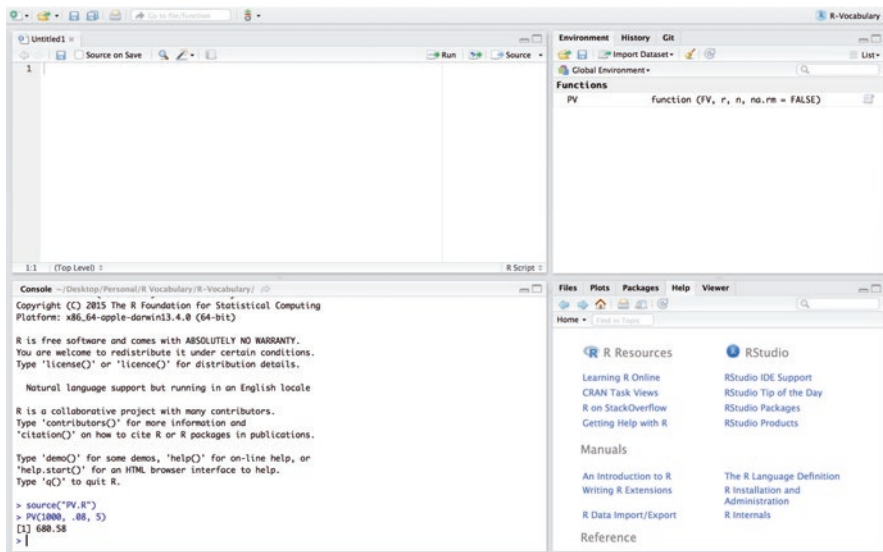 Go to file/function
R-Vocabulary
Untitled1
Source on Save
Run
Source
1
1:1
(Top Level)
R Script
Console ~/Desktop/Personal/R Vocabulary/R-Vocabulary/
Copyright (C) 2015 The R Foundation for Statistical Computing
Platform: x86_64-apple-darwin13.4.0 (64-bit)
R is free software and comes with ABSOLUTELY NO WARRANTY.
You are welcome to redistribute it under certain conditions.
Type 'license()' or 'licence()' for distribution details.
Natural language support but running in an English locale
R is a collaborative project with many contributors.
Type 'contributors()' for more information and
'citation()' on how to cite R or R packages in publications.
Type 'demo()' for some demos, 'help()' for on-line help, or
'help.start()' for an HTML browser interface to help.
Type 'q()' to quit R.
> source("PV.R")
> PV(1000, .08, 5)
[1] 680.58
>
Environment History Git
Import Dataset
List
Global Environment
Functions
PV function (FV, r, n, na.rm = FALSE)
Files Plots Packages Help Viewer
Home Find in Topic
R Resources
Learning R Online
CRAN Task Views
R on StackOverflow
Getting Help with R
RStudio
RStudio IDE Support
RStudio Tip of the Day
RStudio Packages
RStudio Products
Manuals
An Introduction to R
Writing R Extensions
R Data Import/Export
The R Language Definition
R Installation and
Administration
R Internals
Reference